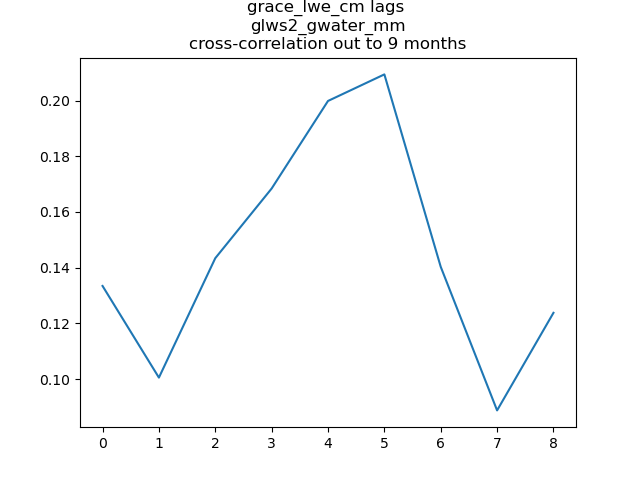 grace_lwe_cm lags
glws2_gwater_mm
cross-correlation out to 9 months
0.20
0.18
0.16
0.14
0.12
0.10
0 1 2 3 4 5 6 7 8